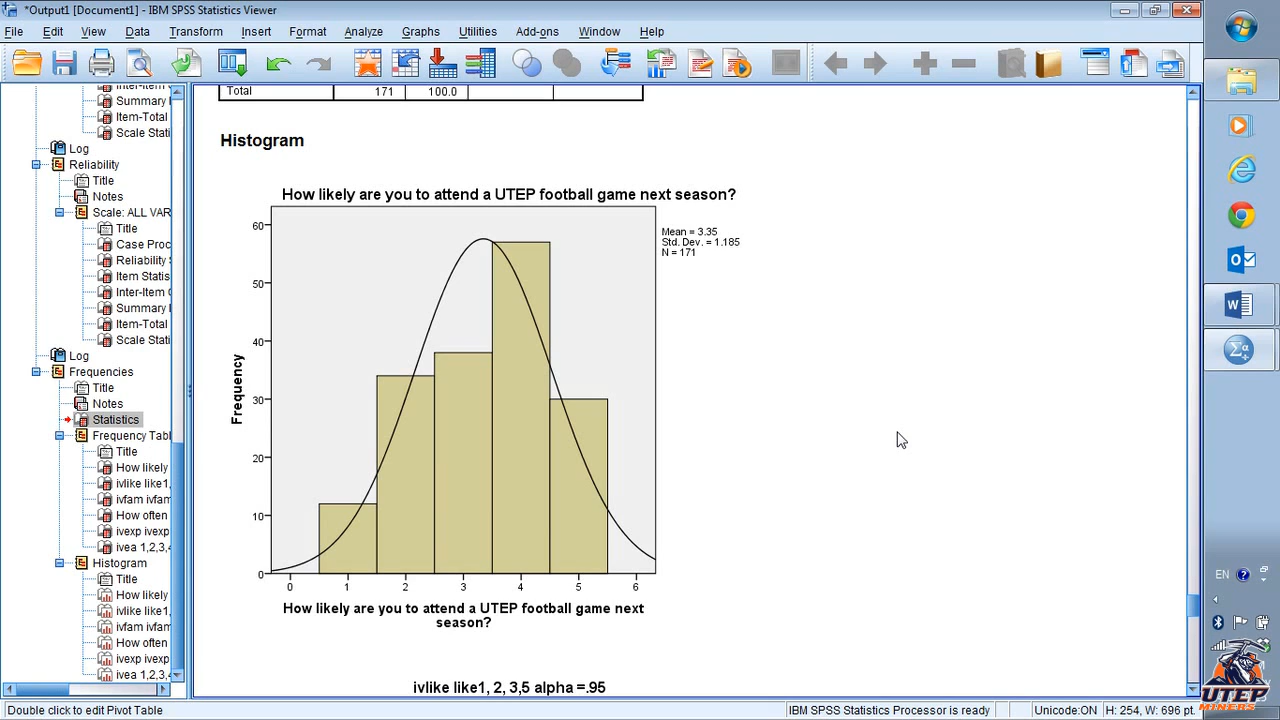 *Output1 [Document1] - IBM SPSS Statistics Viewer
File Edit View Data Transform Insert Format Analyze Graphs Utilities Add-ons Window Help
Inter-Item
Summary I
Item-Total
Scale Stati
Log
Reliability
Title
Notes
Scale: ALL VAR
Title
Case Proc
Reliability S
Item Statis
Inter-Item C
Summary I
Item-Total
Scale Stati
Log
Frequencies
Title
Notes
Statistics
Frequency Tabl
Title
How likely
ivlike like1,
ivfam ivfam
How often
ivexp ivexp
ivea 1,2,3,4
Histogram
Title
How likely
ivlike like1,
ivfam ivfam
How often
ivexp ivexp
ivea 1,2,3,4
Total 171 100.0
Histogram
How likely are you to attend a UTEP football game next season?
Mean = 3.35
Std. Dev. = 1.185
N = 171
60
50
40
30
20
10
0
Frequency
0 1 2 3 4 5 6
How likely are you to attend a UTEP football game next
season?
ivlike like1, 2, 3,5 alpha =.95
EN
UTEP
MINERS
Double click to edit Pivot Table
IBM SPSS Statistics Processor is ready
Unicode:ON
H: 254, W: 696 pt.